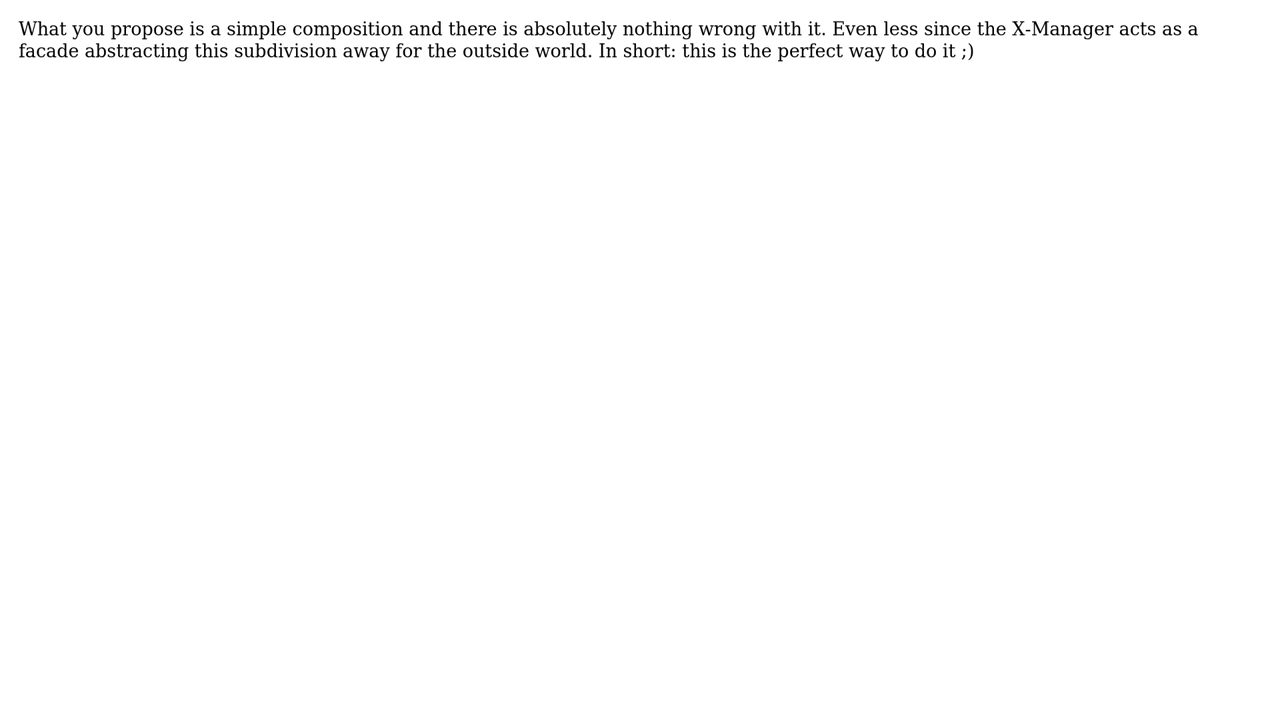 What you propose is a simple composition and there is absolutely nothing wrong with it. Even less since the X-Manager acts as a
facade abstracting this subdivision away for the outside world. In short: this is the perfect way to do it ;)